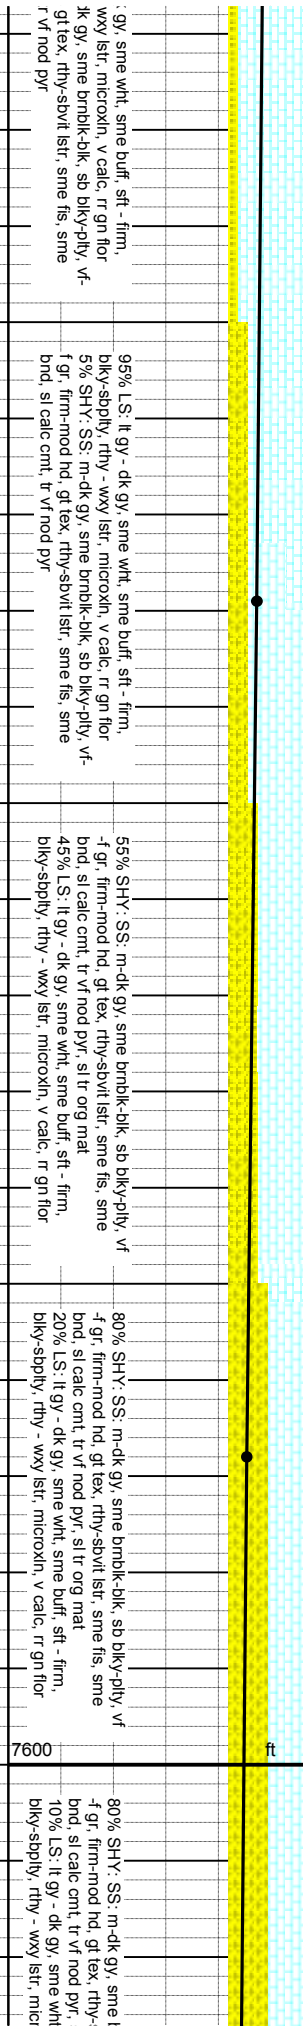 gy, sme wht, sme buff, sft - firm,
wxy lstr, microxln, v calc, rr gn flor
dk gy, sme brnblk-blk, sb blky-plty, vf-
gt tex, rthy-sbvit lstr, sme fis, sme
r vf nod pyr
95% LS: lt gy - dk gy, sme wht, sme buff, sft - firm,
blky-sbplty, rthy - wxy lstr, microxln, v calc, rr gn flor
5% SHY: SS: m-dk gy, sme brnblk-blk, sb blky-plty, vf-
f gr, firm-mod hd, gt tex, rthy-sbvit lstr, sme fis, sme
bnd, sl calc cmt, tr vf nod pyr
55% SHY: SS: m-dk gy, sme brnblk-blk, sb blky-plty, vf
-f gr, firm-mod hd, gt tex, rthy-sbvit lstr, sme fis, sme
bnd, sl calc cmt, tr vf nod pyr, sl tr org mat
45% LS: lt gy - dk gy, sme wht, sme buff, sft - firm,
blky-sbplty, rthy - wxy lstr, microxln, v calc, rr gn flor
80% SHY: SS: m-dk gy, sme brnblk-blk, sb blky-plty, vf
-f gr, firm-mod hd, gt tex, rthy-sbvit lstr, sme fis, sme
bnd, sl calc cmt, tr vf nod pyr, sl tr org mat
20% LS: lt gy - dk gy, sme wht, sme buff, sft - firm,
blky-sbplty, rthy - wxy lstr, microxln, v calc, rr gn flor
7600 ft
80% SHY: SS: m-dk gy, sme b
-f gr, firm-mod hd, gt tex, rthy-s
bnd, sl calc cmt, tr vf nod pyr,
10% LS: lt gy - dk gy, sme wht
blky-sbplty, rthy - wxy lstr, micr